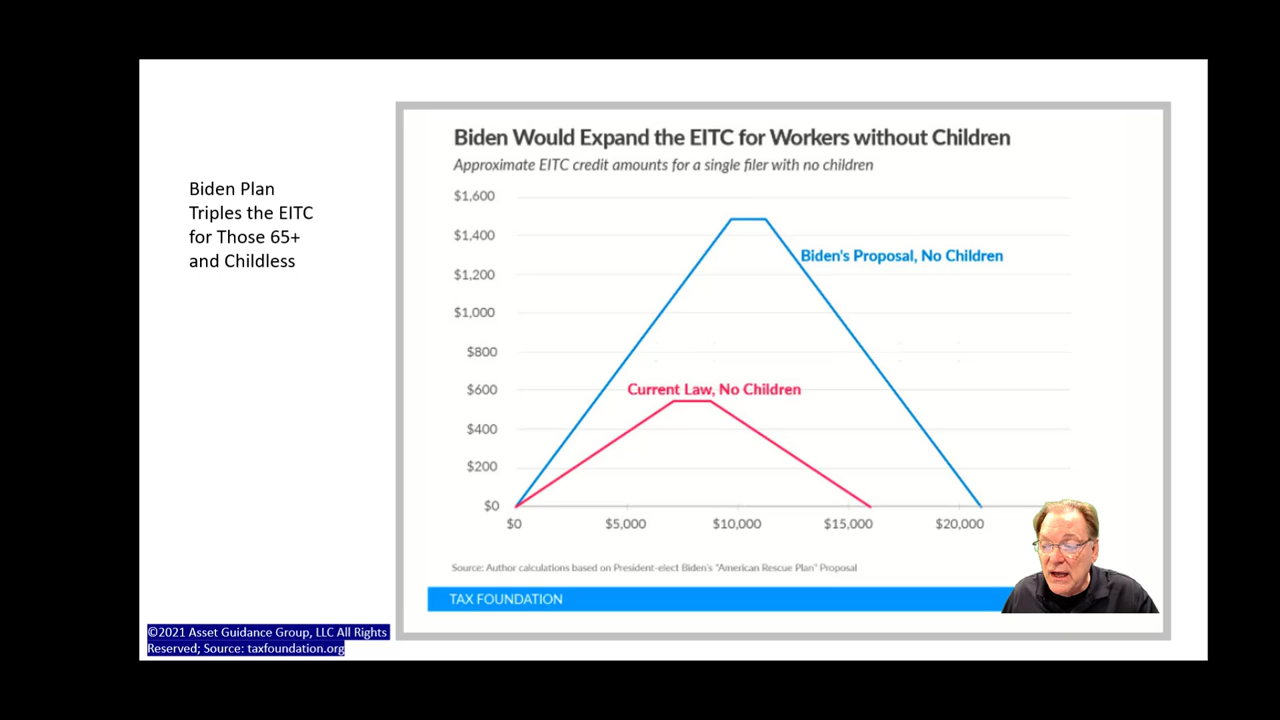 Biden Plan
Triples the EITC
for Those 65+
and Childless
Biden Would Expand the EITC for Workers without Children
Approximate EITC credit amounts for a single filer with no children
$1,600
$1,400
$1,200
$1,000
$800
$600
$400
$200
$0
Biden's Proposal, No Children
Current Law, No Children
$0 $5,000 $10,000 $15,000 $20,000
Source: Author calculations based on President-elect Biden's "American Rescue Plan" Proposal
TAX FOUNDATION
©2021 Asset Guidance Group, LLC All Rights
Reserved; Source: taxfoundation.org